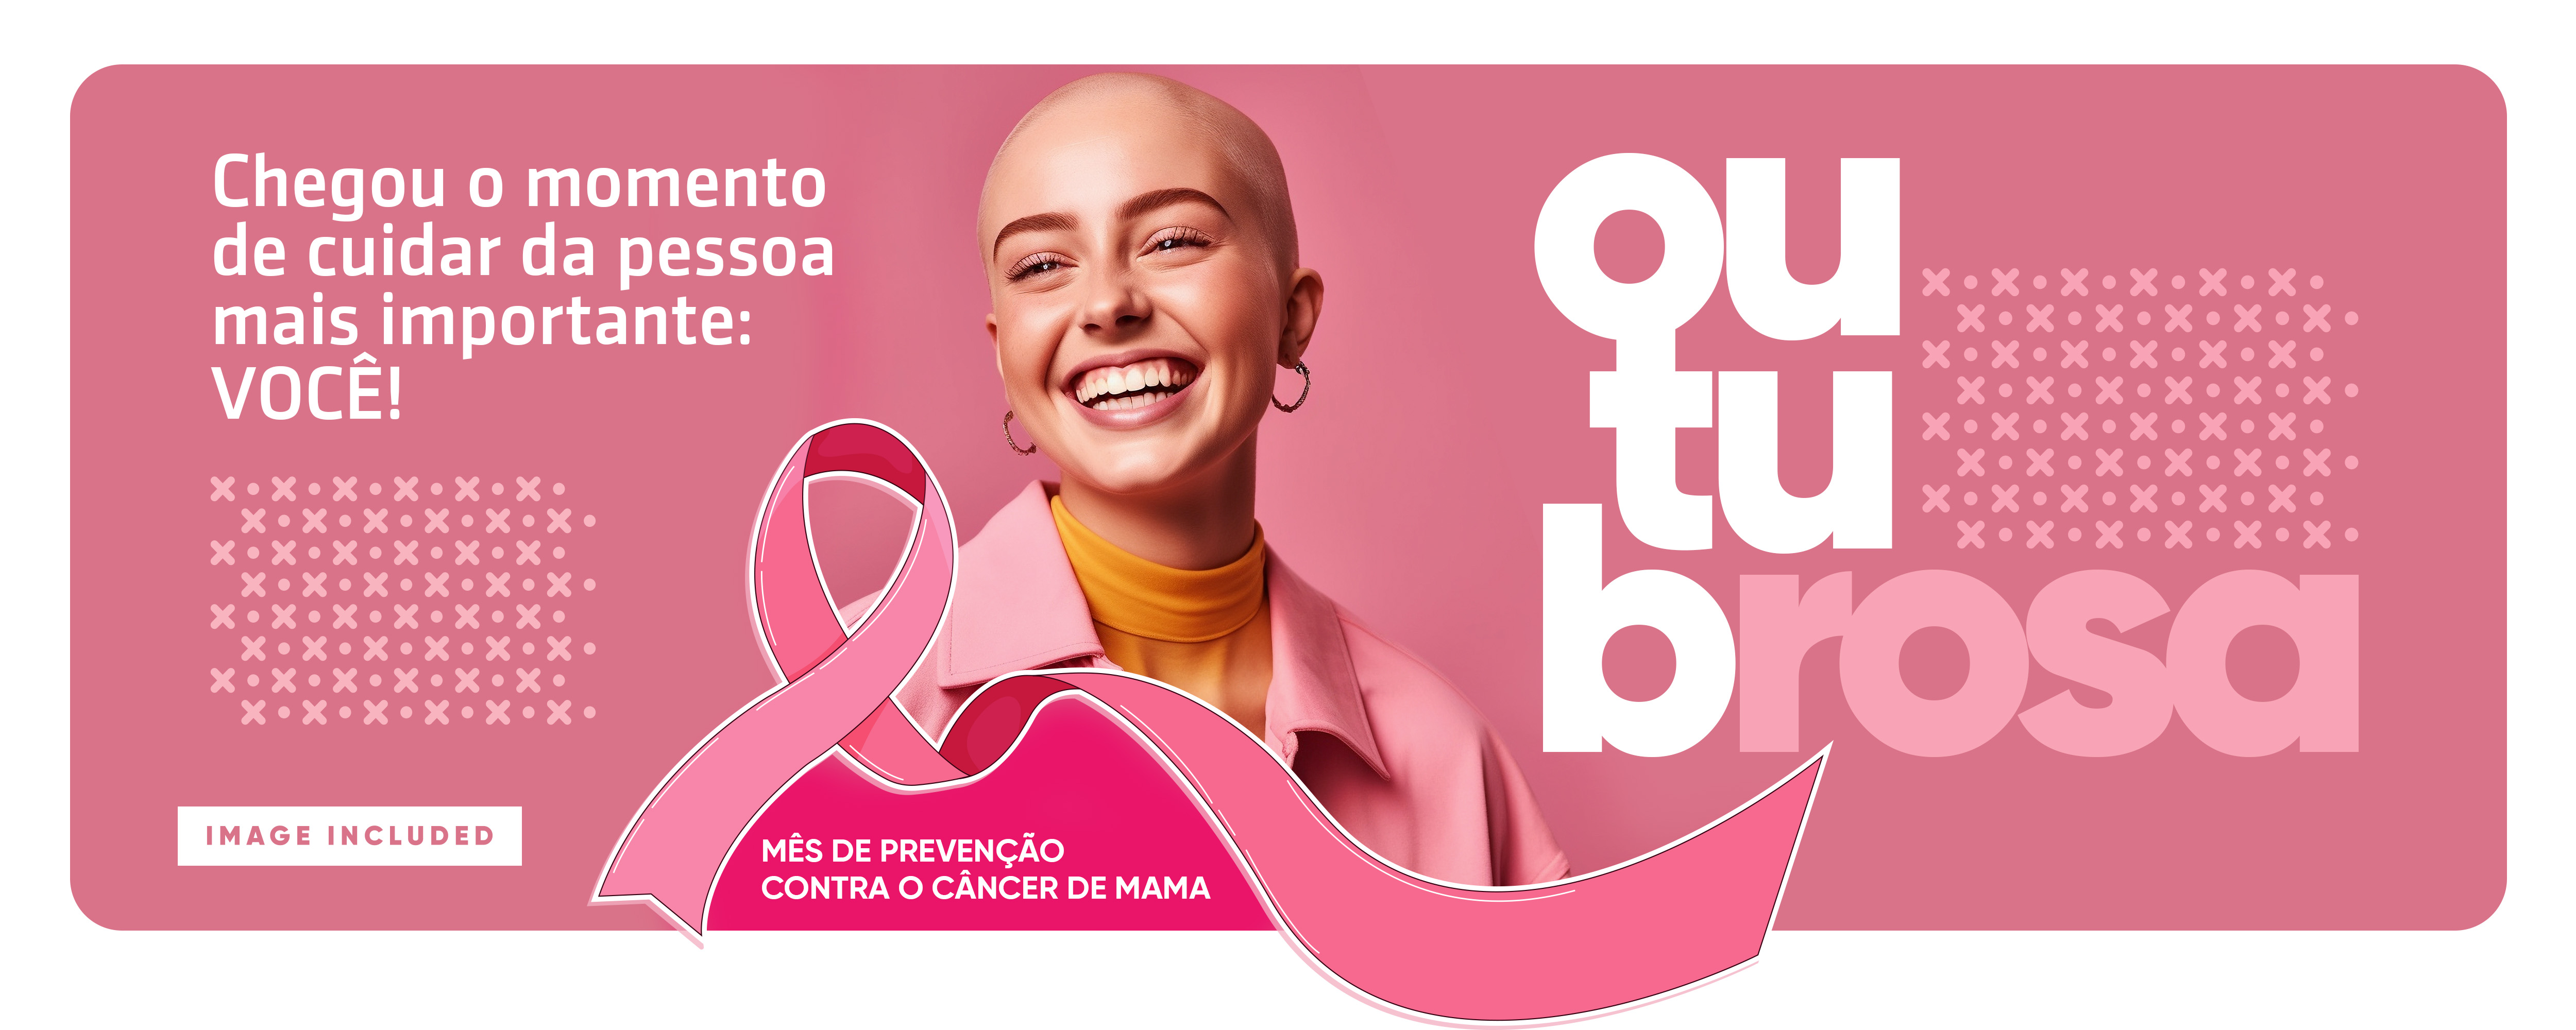 Chegou o momento
de cuidar da pessoa
mais importante:
VOCÊ!
IMAGE INCLUDED
MÊS DE PREVENÇÃO
CONTRA O CÂNCER DE MAMA
ou
tu
brosa